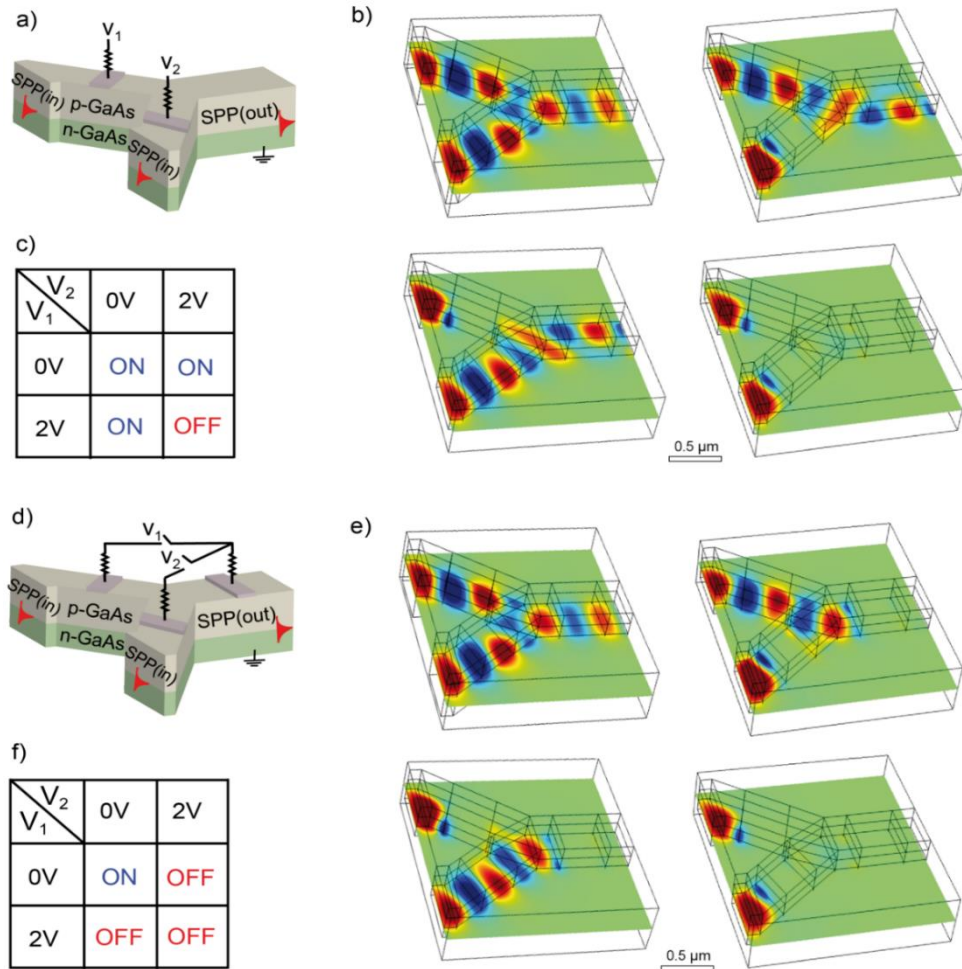 a)
V1
V2
SPP(in)
p-GaAs
n-GaAs
SPP(in)
SPP(out)
b)
0.5 µm
c)
V2
V1
0V 2V
0V ON ON
2V ON OFF
d)
V1
V2
SPP(in)
p-GaAs
n-GaAs
SPP(in)
SPP(out)
e)
0.5 µm
f)
V2
V1
0V 2V
0V ON OFF
2V OFF OFF